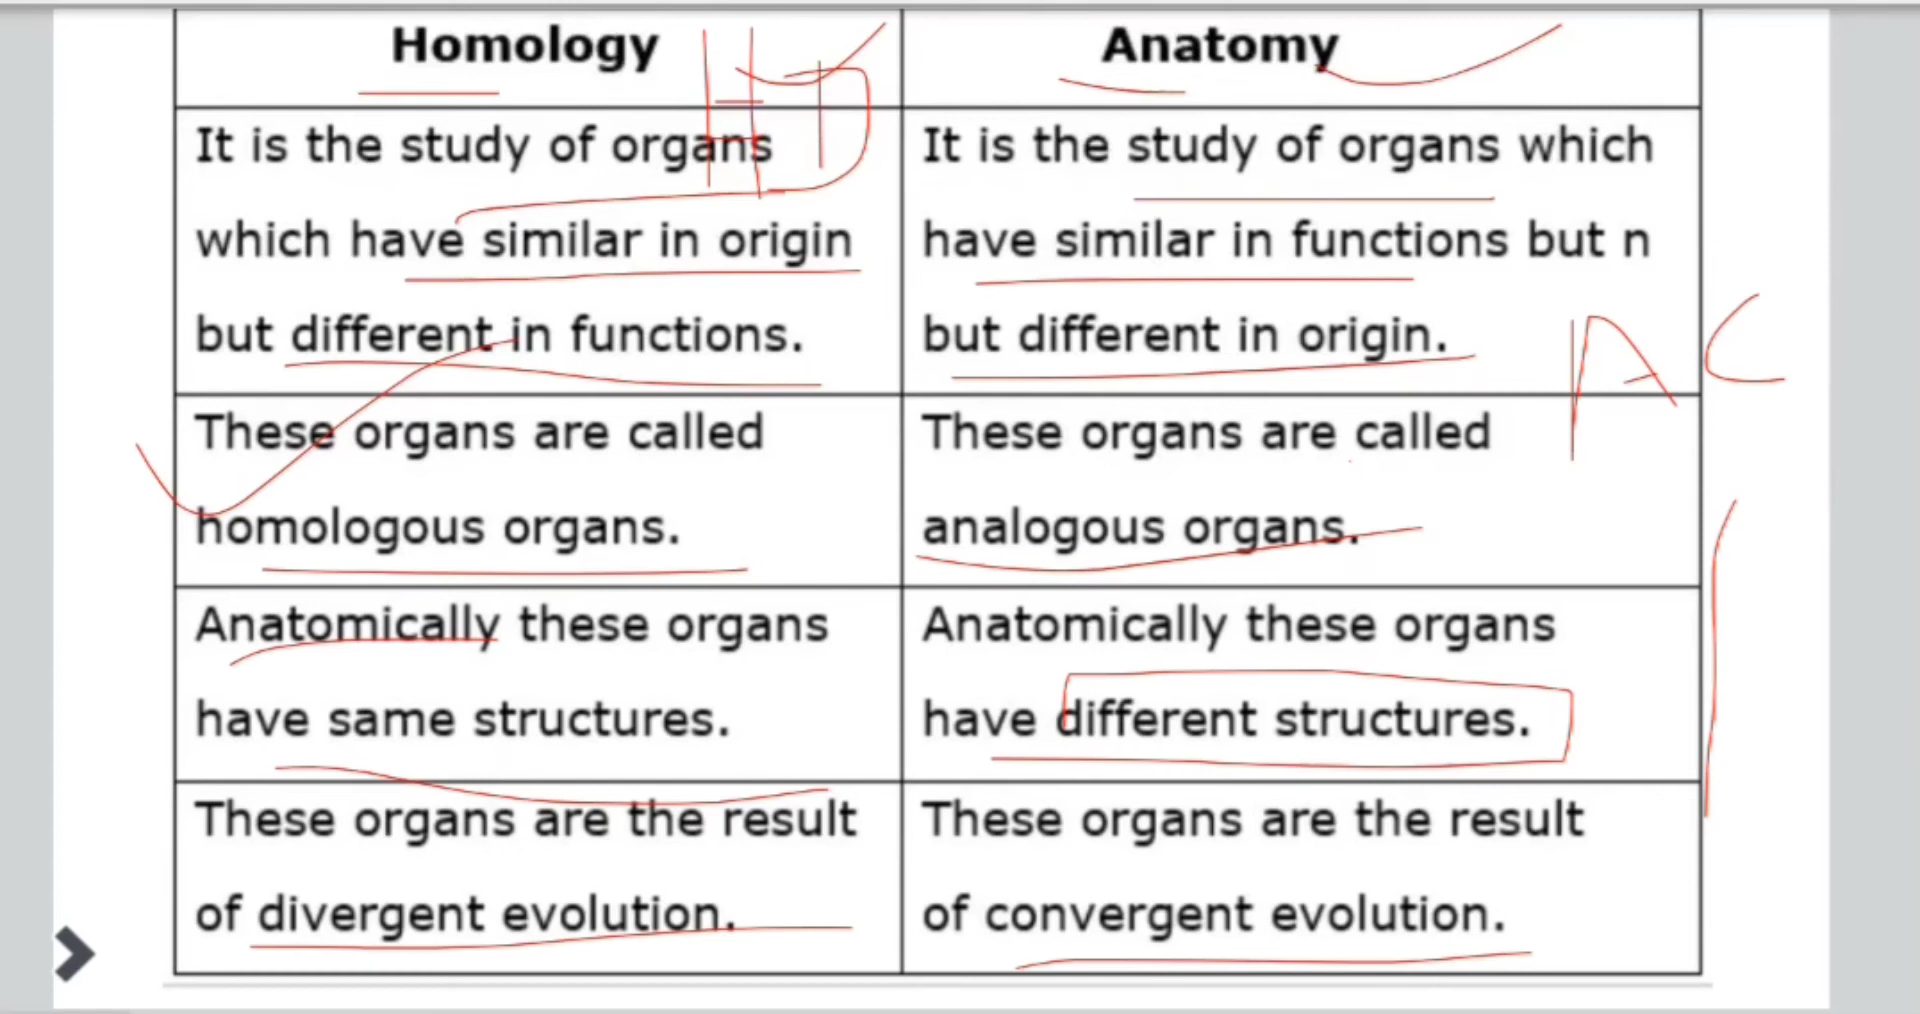 Homology
Anatomy
HD
It is the study of organs
which have similar in origin
but different in functions.
It is the study of organs which
have similar in functions but n
but different in origin.
AC
These organs are called
homologous organs.
These organs are called
analogous organs.
Anatomically these organs
have same structures.
Anatomically these organs
have different structures.
These organs are the result
of divergent evolution.
These organs are the result
of convergent evolution.